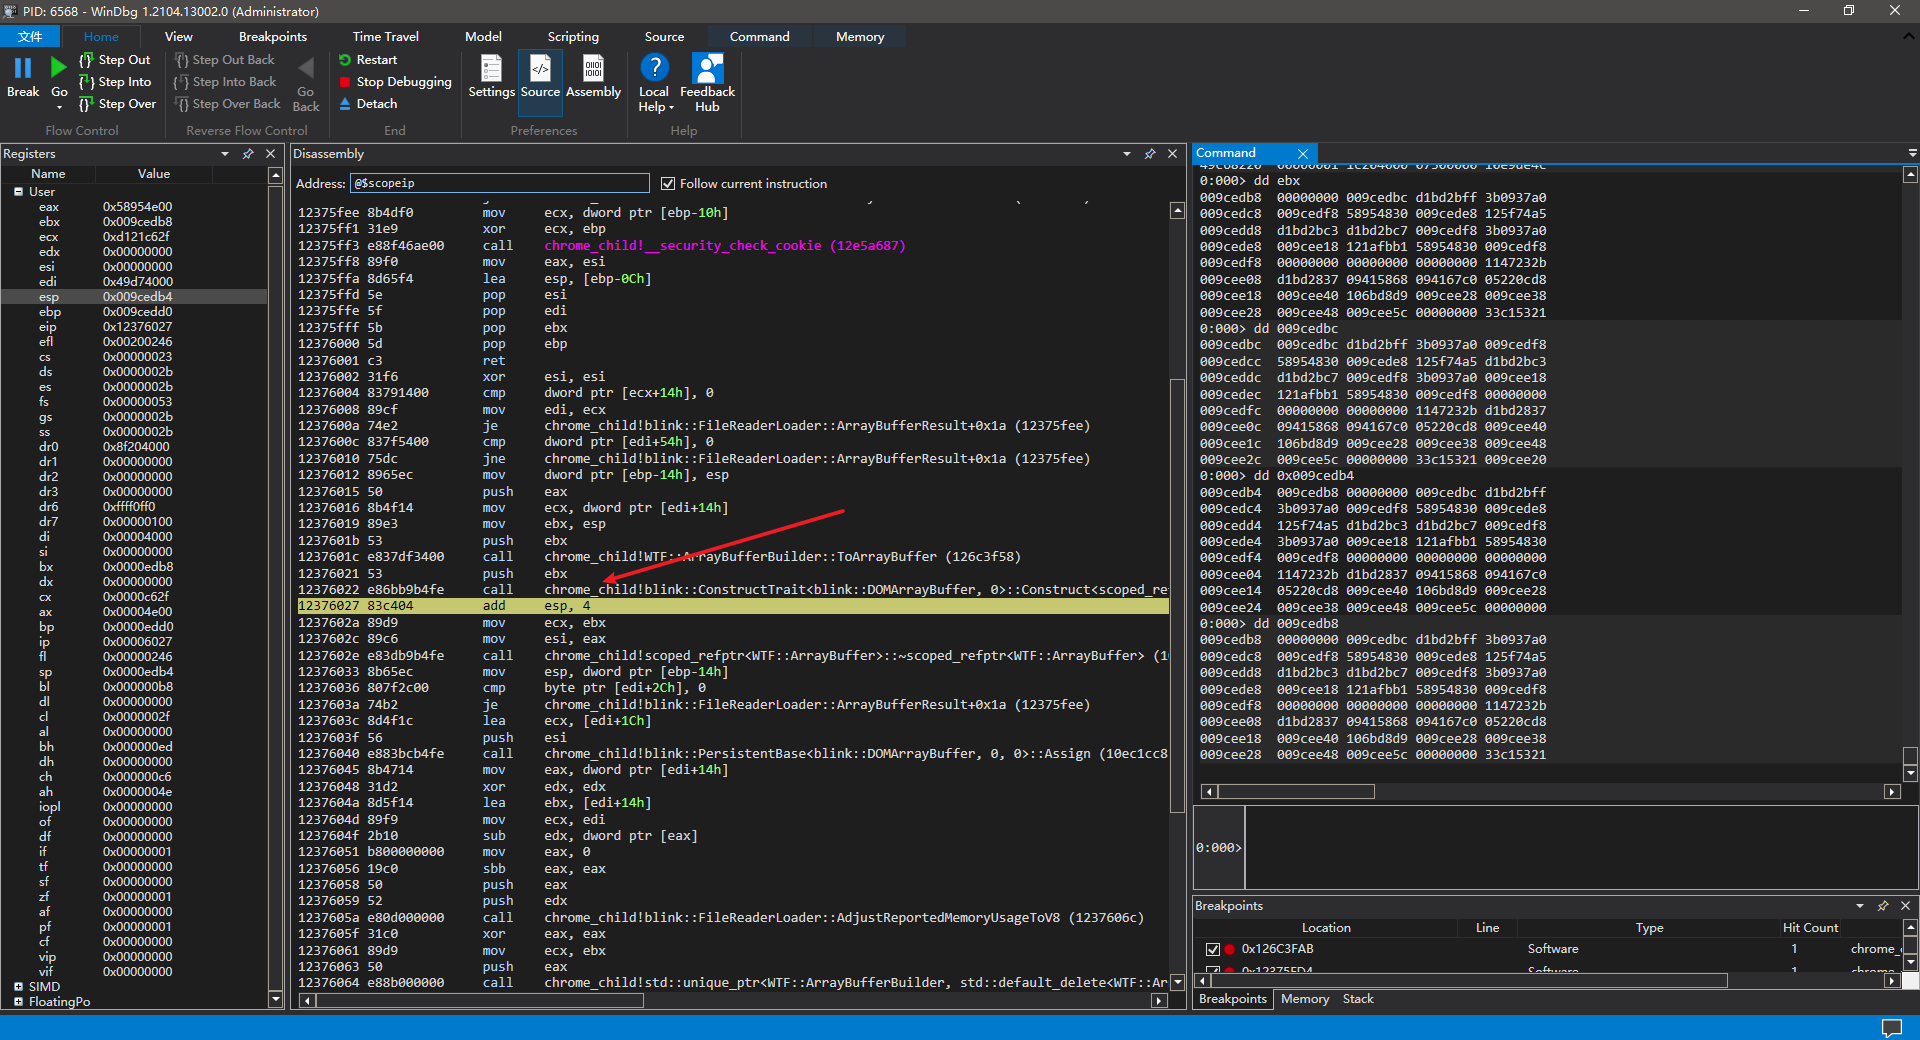 PID: 6568 - WinDbg 1.2104.13002.0 (Administrator)
文件 Home View Breakpoints Time Travel Model Scripting Source Command Memory
Break Go Step Out Step Into Step Over
Step Out Back Step Into Back Step Over Back Go Back
Restart Stop Debugging Detach
Settings Source Assembly
Local Help Feedback Hub
Flow Control Reverse Flow Control End Preferences Help
Registers
Name Value
User
eax 0x58954e00
ebx 0x009cedb8
ecx 0xd121c62f
edx 0x00000000
esi 0x00000000
edi 0x49d74000
esp 0x009cedb4
ebp 0x009cedd0
eip 0x12376027
efl 0x00200246
cs 0x00000023
ds 0x0000002b
es 0x0000002b
fs 0x00000053
gs 0x0000002b
ss 0x0000002b
dr0 0x8f204000
dr1 0x00000000
dr2 0x00000000
dr3 0x00000000
dr6 0xffff0ff0
dr7 0x00000100
di 0x00004000
si 0x00000000
bx 0x0000edb8
dx 0x00000000
cx 0x0000c62f
ax 0x00004e00
bp 0x0000edd0
ip 0x00006027
fl 0x00000246
sp 0x0000edb4
bl 0x000000b8
dl 0x00000000
cl 0x0000002f
al 0x00000000
bh 0x000000ed
dh 0x00000000
ch 0x000000c6
ah 0x0000004e
iopl 0x00000000
of 0x00000000
df 0x00000000
if 0x00000001
tf 0x00000000
sf 0x00000000
zf 0x00000001
af 0x00000000
pf 0x00000001
cf 0x00000000
vip 0x00000000
vif 0x00000000
SIMD
FloatingPo
Disassembly
Address: @$scopeip Follow current instruction
12375fee 8b4df0 mov ecx, dword ptr [ebp-10h]
12375ff1 31e9 xor ecx, ebp
12375ff3 e88f46ae00 call chrome_child!__security_check_cookie (12e5a687)
12375ff8 89f0 mov eax, esi
12375ffa 8d65f4 lea esp, [ebp-0Ch]
12375ffd 5e pop esi
12375ffe 5f pop edi
12375fff 5b pop ebx
12376000 5d pop ebp
12376001 c3 ret
12376002 31f6 xor esi, esi
12376004 83791400 cmp dword ptr [ecx+14h], 0
12376008 89cf mov edi, ecx
1237600a 74e2 je chrome_child!blink::FileReaderLoader::ArrayBufferResult+0x1a (12375fee)
1237600c 837f5400 cmp dword ptr [edi+54h], 0
12376010 75dc jne chrome_child!blink::FileReaderLoader::ArrayBufferResult+0x1a (12375fee)
12376012 8965ec mov dword ptr [ebp-14h], esp
12376015 50 push eax
12376016 8b4f14 mov ecx, dword ptr [edi+14h]
12376019 89e3 mov ebx, esp
1237601b 53 push ebx
1237601c e837df3400 call chrome_child!WTF::ArrayBufferBuilder::ToArrayBuffer (126c3f58)
12376021 53 push ebx
12376022 e86bb9b4fe call chrome_child!blink::ConstructTrait<blink::DOMArrayBuffer, 0>::Construct<scoped_re
12376027 83c404 add esp, 4
1237602a 89d9 mov ecx, ebx
1237602c 89c6 mov esi, eax
1237602e e83db9b4fe call chrome_child!scoped_refptr<WTF::ArrayBuffer>::~scoped_refptr<WTF::ArrayBuffer> (1
12376033 8b65ec mov esp, dword ptr [ebp-14h]
12376036 807f2c00 cmp byte ptr [edi+2Ch], 0
1237603a 74b2 je chrome_child!blink::FileReaderLoader::ArrayBufferResult+0x1a (12375fee)
1237603c 8d4f1c lea ecx, [edi+1Ch]
1237603f 56 push esi
12376040 e883bcb4fe call chrome_child!blink::PersistentBase<blink::DOMArrayBuffer, 0, 0>::Assign (10ec1cc8
12376045 8b4714 mov eax, dword ptr [edi+14h]
12376048 31d2 xor edx, edx
1237604a 8d5f14 lea ebx, [edi+14h]
1237604d 89f9 mov ecx, edi
1237604f 2b10 sub edx, dword ptr [eax]
12376051 b800000000 mov eax, 0
12376056 19c0 sbb eax, eax
12376058 50 push eax
12376059 52 push edx
1237605a e80d000000 call chrome_child!blink::FileReaderLoader::AdjustReportedMemoryUsageToV8 (1237606c)
1237605f 31c0 xor eax, eax
12376061 89d9 mov ecx, ebx
12376063 50 push eax
12376064 e88b000000 call chrome_child!std::unique_ptr<WTF::ArrayBufferBuilder, std::default_delete<WTF::Ar
Command
0:000> dd ebx
009cedb8 00000000 009cedbc d1bd2bff 3b0937a0
009cedc8 009cedf8 58954830 009cede8 125f74a5
009cedd8 d1bd2bc3 d1bd2bc7 009cedf8 3b0937a0
009cede8 009cee18 121afbb1 58954830 009cedf8
009cedf8 00000000 00000000 00000000 1147232b
009cee08 d1bd2837 09415868 094167c0 05220cd8
009cee18 009cee40 106bd8d9 009cee28 009cee38
009cee28 009cee48 009cee5c 00000000 33c15321
0:000> dd 009cedbc
009cedbc 009cedbc d1bd2bff 3b0937a0 009cedf8
009cedcc 58954830 009cede8 125f74a5 d1bd2bc3
009ceddc d1bd2bc7 009cedf8 3b0937a0 009cee18
009cedec 121afbb1 58954830 009cedf8 00000000
009cedfc 00000000 00000000 1147232b d1bd2837
009cee0c 09415868 094167c0 05220cd8 009cee40
009cee1c 106bd8d9 009cee28 009cee38 009cee48
009cee2c 009cee5c 00000000 33c15321 009cee20
0:000> dd 0x009cedb4
009cedb4 009cedb8 00000000 009cedbc d1bd2bff
009cedc4 3b0937a0 009cedf8 58954830 009cede8
009cedd4 125f74a5 d1bd2bc3 d1bd2bc7 009cedf8
009cede4 3b0937a0 009cee18 121afbb1 58954830
009cedf4 009cedf8 00000000 00000000 00000000
009cee04 1147232b d1bd2837 09415868 094167c0
009cee14 05220cd8 009cee40 106bd8d9 009cee28
009cee24 009cee38 009cee48 009cee5c 00000000
0:000> dd 009cedb8
009cedb8 00000000 009cedbc d1bd2bff 3b0937a0
009cedc8 009cedf8 58954830 009cede8 125f74a5
009cedd8 d1bd2bc3 d1bd2bc7 009cedf8 3b0937a0
009cede8 009cee18 121afbb1 58954830 009cedf8
009cedf8 00000000 00000000 00000000 1147232b
009cee08 d1bd2837 09415868 094167c0 05220cd8
009cee18 009cee40 106bd8d9 009cee28 009cee38
009cee28 009cee48 009cee5c 00000000 33c15321
0:000>
Breakpoints
Location Line Type Hit Count
0x126C3FAB Software 1 chrome_
Breakpoints Memory Stack